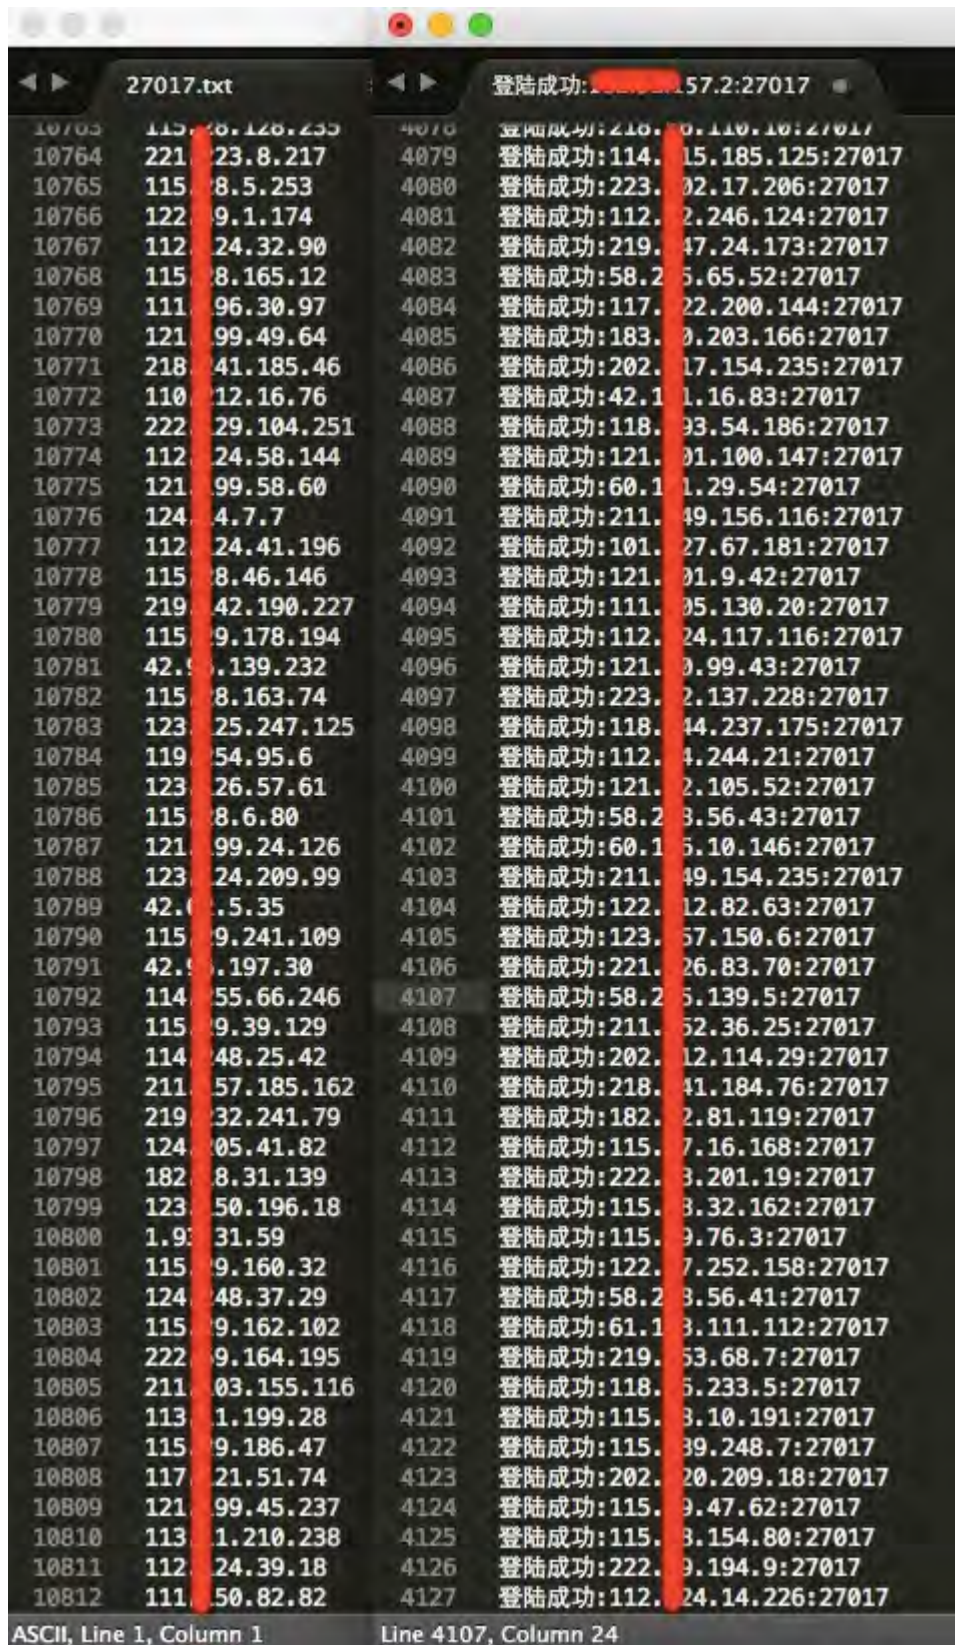 27017.txt
10763 115. 28.128.235
10764 221. 23.8.217
10765 115. 28.5.253
10766 122. 9.1.174
10767 112. 24.32.90
10768 115. 8.165.12
10769 111. 96.30.97
10770 121. 99.49.64
10771 218. 41.185.46
10772 110. 12.16.76
10773 222. 29.104.251
10774 112. 24.58.144
10775 121. 99.58.60
10776 124. 4.7.7
10777 112. 24.41.196
10778 115. 8.46.146
10779 219. 42.190.227
10780 115. 9.178.194
10781 42.9 .139.232
10782 115. 8.163.74
10783 123. 25.247.125
10784 119. 54.95.6
10785 123. 26.57.61
10786 115. 8.6.80
10787 121. 99.24.126
10788 123. 24.209.99
10789 42. .5.35
10790 115. 9.241.109
10791 42.9 .197.30
10792 114. 55.66.246
10793 115. 9.39.129
10794 114. 48.25.42
10795 211. 57.185.162
10796 219. 32.241.79
10797 124. 05.41.82
10798 182. 8.31.139
10799 123. 50.196.18
10800 1.93 31.59
10801 115. 9.160.32
10802 124. 48.37.29
10803 115. 9.162.102
10804 222. 9.164.195
10805 211. 03.155.116
10806 113. 1.199.28
10807 115. 9.186.47
10808 117. 21.51.74
10809 121. 99.45.237
10810 113. 1.210.238
10811 112. 24.39.18
10812 111. 50.82.82
ASCII, Line 1, Column 1
登陆成功: 157.2:27017
4078 登陆成功:218. 6.110.10:27017
4079 登陆成功:114. 15.185.125:27017
4080 登陆成功:223. 02.17.206:27017
4081 登陆成功:112. 2.246.124:27017
4082 登陆成功:219. 47.24.173:27017
4083 登陆成功:58.2 .65.52:27017
4084 登陆成功:117. 22.200.144:27017
4085 登陆成功:183. 0.203.166:27017
4086 登陆成功:202. 17.154.235:27017
4087 登陆成功:42.1 1.16.83:27017
4088 登陆成功:118. 93.54.186:27017
4089 登陆成功:121. 01.100.147:27017
4090 登陆成功:60.1 1.29.54:27017
4091 登陆成功:211. 49.156.116:27017
4092 登陆成功:101. 27.67.181:27017
4093 登陆成功:121. 01.9.42:27017
4094 登陆成功:111. 05.130.20:27017
4095 登陆成功:112. 24.117.116:27017
4096 登陆成功:121. 0.99.43:27017
4097 登陆成功:223. 2.137.228:27017
4098 登陆成功:118. 44.237.175:27017
4099 登陆成功:112. 4.244.21:27017
4100 登陆成功:121. 2.105.52:27017
4101 登陆成功:58.2 8.56.43:27017
4102 登陆成功:60.1 .10.146:27017
4103 登陆成功:211. 49.154.235:27017
4104 登陆成功:122. 12.82.63:27017
4105 登陆成功:123. 57.150.6:27017
4106 登陆成功:221. 26.83.70:27017
4107 登陆成功:58.2 .139.5:27017
4108 登陆成功:211. 52.36.25:27017
4109 登陆成功:202. 12.114.29:27017
4110 登陆成功:218. 41.184.76:27017
4111 登陆成功:182. 2.81.119:27017
4112 登陆成功:115. 7.16.168:27017
4113 登陆成功:222. 3.201.19:27017
4114 登陆成功:115. 8.32.162:27017
4115 登陆成功:115. 9.76.3:27017
4116 登陆成功:122. 7.252.158:27017
4117 登陆成功:58.2 8.56.41:27017
4118 登陆成功:61.1 3.111.112:27017
4119 登陆成功:219. 53.68.7:27017
4120 登陆成功:118. .233.5:27017
4121 登陆成功:115. 8.10.191:27017
4122 登陆成功:115. 39.248.7:27017
4123 登陆成功:202. 20.209.18:27017
4124 登陆成功:115. 9.47.62:27017
4125 登陆成功:115. 8.154.80:27017
4126 登陆成功:222. 9.194.9:27017
4127 登陆成功:112. 24.14.226:27017
Line 4107, Column 24